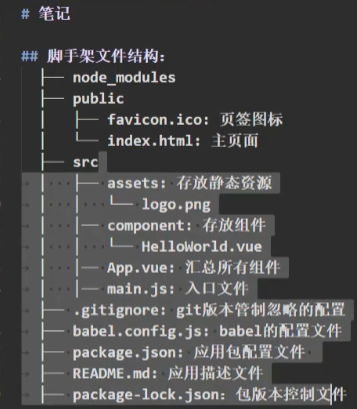 # 笔记
## 脚手架文件结构：
├── node_modules
├── public
│   ├── favicon.ico: 页签图标
│   └── index.html: 主页面
├── src
│   ├── assets: 存放静态资源
│   │   └── logo.png
│   ├── component: 存放组件
│   │   └── HelloWorld.vue
│   ├── App.vue: 汇总所有组件
│   ├── main.js: 入口文件
├── .gitignore: git版本管制忽略的配置
├── babel.config.js: babel的配置文件
├── package.json: 应用包配置文件
├── README.md: 应用描述文件
├── package-lock.json：包版本控制文件